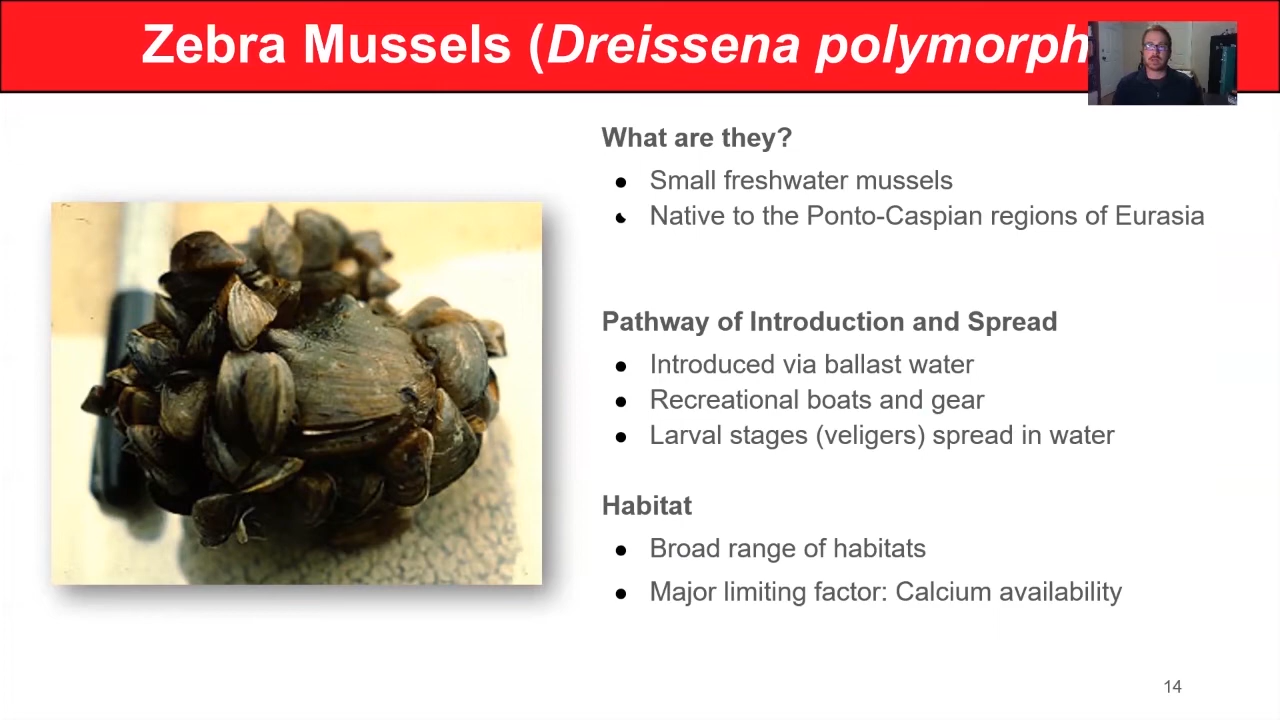 Zebra Mussels (Dreissena polymorph
What are they?
● Small freshwater mussels
● Native to the Ponto-Caspian regions of Eurasia
Pathway of Introduction and Spread
● Introduced via ballast water
● Recreational boats and gear
● Larval stages (veligers) spread in water
Habitat
● Broad range of habitats
● Major limiting factor: Calcium availability
14